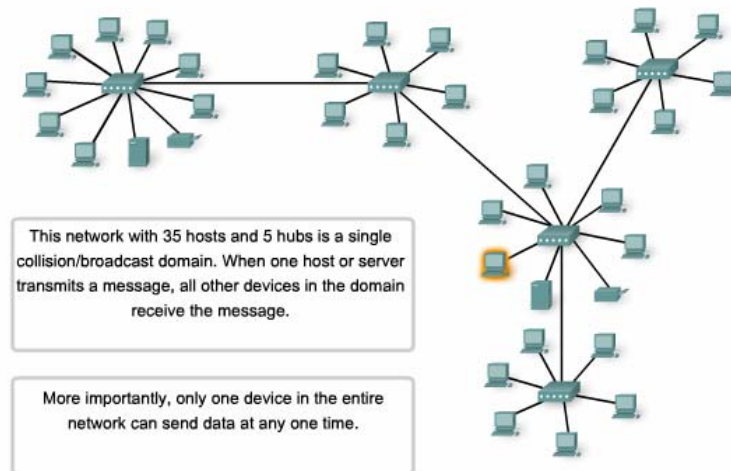 This network with 35 hosts and 5 hubs is a single
collision/broadcast domain. When one host or server
transmits a message, all other devices in the domain
receive the message.
More importantly, only one device in the entire
network can send data at any one time.